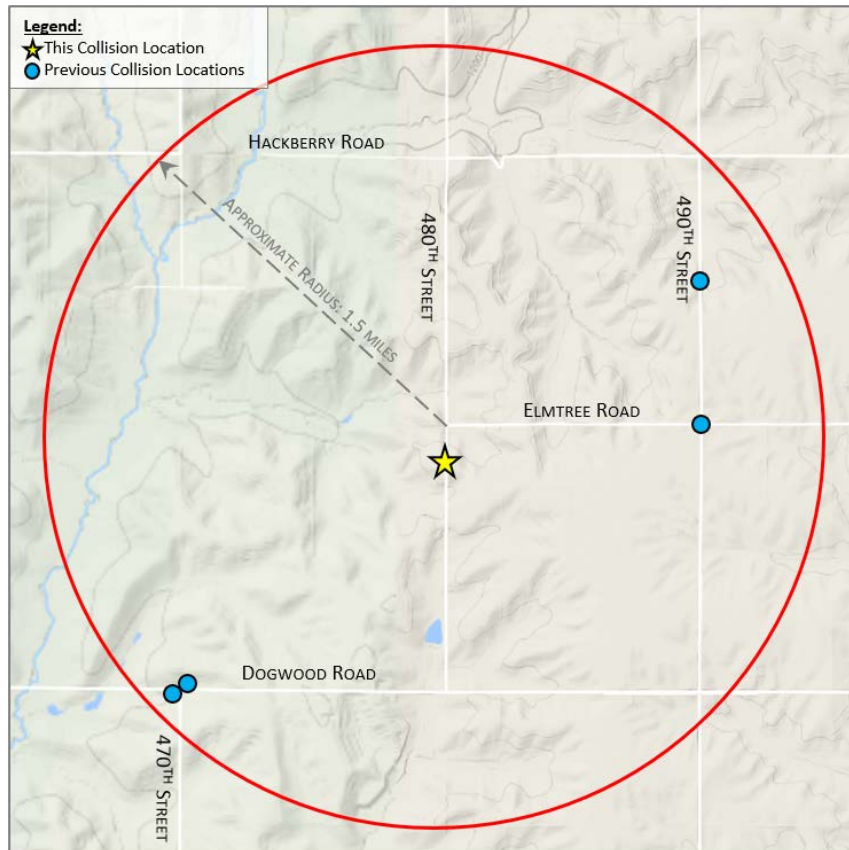 Legend:
This Collision Location
Previous Collision Locations
Hackberry Road
Approximate Radius: 1.5 miles
480th Street
490th Street
Elmtree Road
Dogwood Road
470th Street